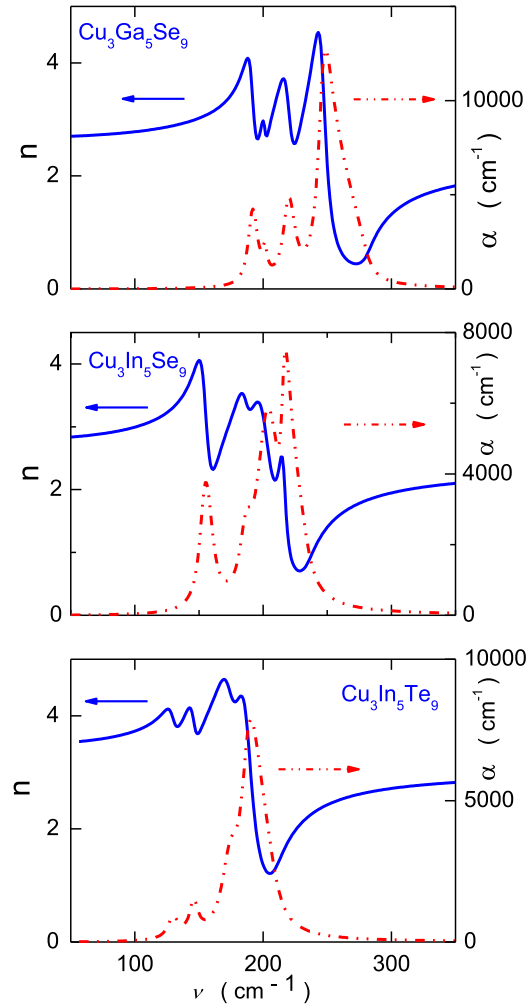 Cu3Ga5Se9
4
2
0
n
10000
0
α ( cm-1)
Cu3In5Se9
4
2
0
n
8000
4000
0
α ( cm-1)
Cu3In5Te9
4
2
0
n
10000
5000
0
α ( cm-1)
100 200 300
ν ( cm-1)